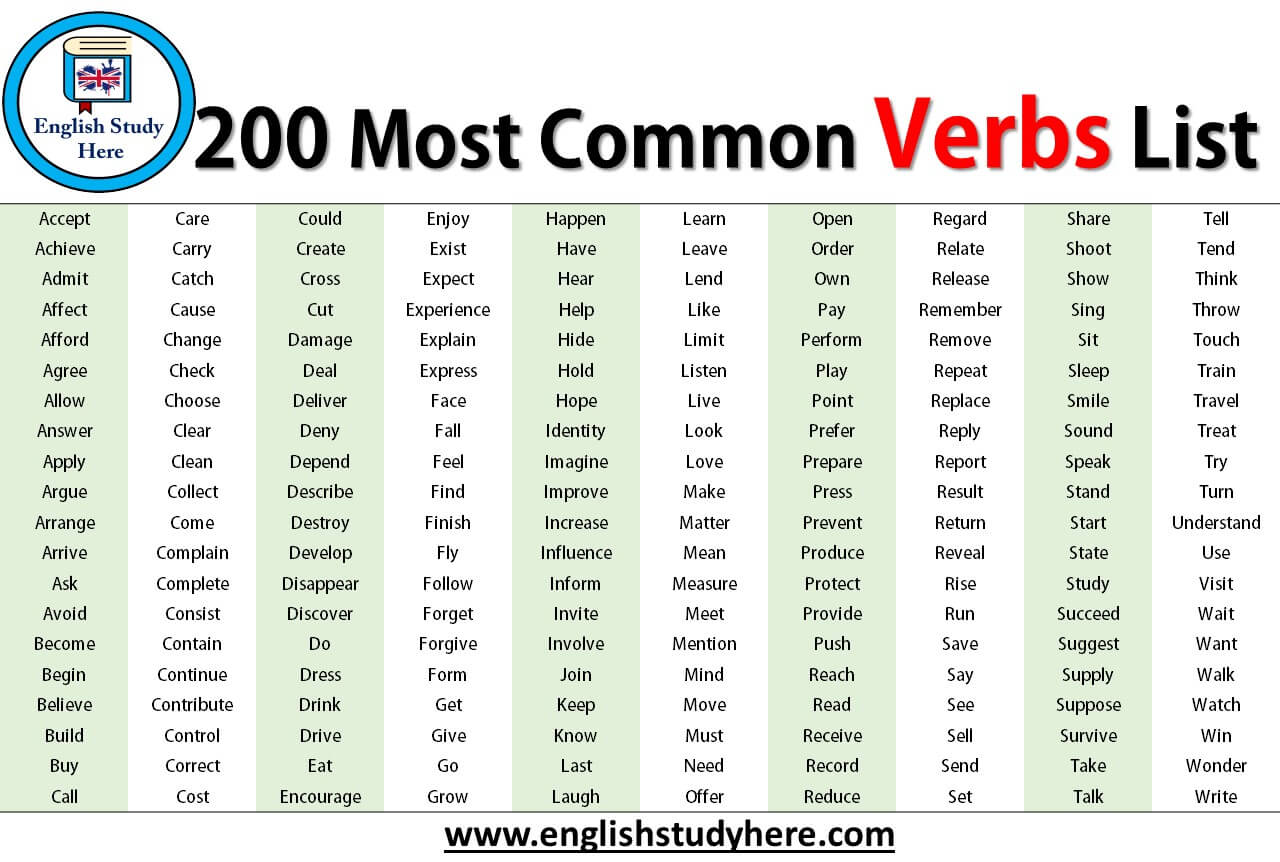 English Study
Here
200 Most Common Verbs List
Accept Care Could Enjoy Happen Learn Open Regard Share Tell
Achieve Carry Create Exist Have Leave Order Relate Shoot Tend
Admit Catch Cross Expect Hear Lend Own Release Show Think
Affect Cause Cut Experience Help Like Pay Remember Sing Throw
Afford Change Damage Explain Hide Limit Perform Remove Sit Touch
Agree Check Deal Express Hold Listen Play Repeat Sleep Train
Allow Choose Deliver Face Hope Live Point Replace Smile Travel
Answer Clear Deny Fall Identity Look Prefer Reply Sound Treat
Apply Clean Depend Feel Imagine Love Prepare Report Speak Try
Argue Collect Describe Find Improve Make Press Result Stand Turn
Arrange Come Destroy Finish Increase Matter Prevent Return Start Understand
Arrive Complain Develop Fly Influence Mean Produce Reveal State Use
Ask Complete Disappear Follow Inform Measure Protect Rise Study Visit
Avoid Consist Discover Forget Invite Meet Provide Run Succeed Wait
Become Contain Do Forgive Involve Mention Push Save Suggest Want
Begin Continue Dress Form Join Mind Reach Say Supply Walk
Believe Contribute Drink Get Keep Move Read See Suppose Watch
Build Control Drive Give Know Must Receive Sell Survive Win
Buy Correct Eat Go Last Need Record Send Take Wonder
Call Cost Encourage Grow Laugh Offer Reduce Set Talk Write
www.englishstudyhere.com